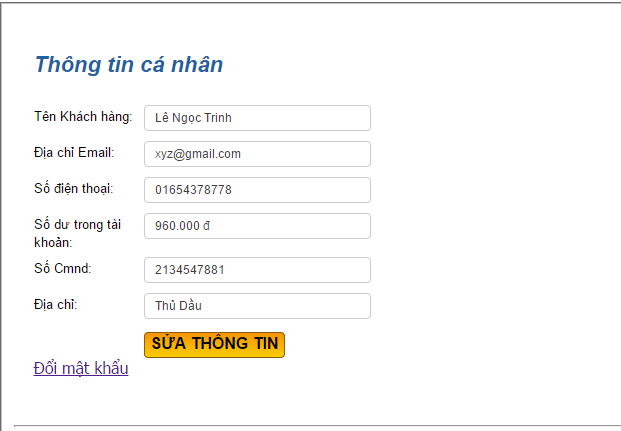 Thông tin cá nhân
Tên Khách hàng: Lê Ngọc Trinh
Địa chỉ Email: xyz@gmail.com
Số điện thoại: 01654378778
Số dư trong tài khoản: 960.000 đ
Số Cmnd: 2134547881
Địa chỉ: Thủ Dầu
SỬA THÔNG TIN
Đổi mật khẩu